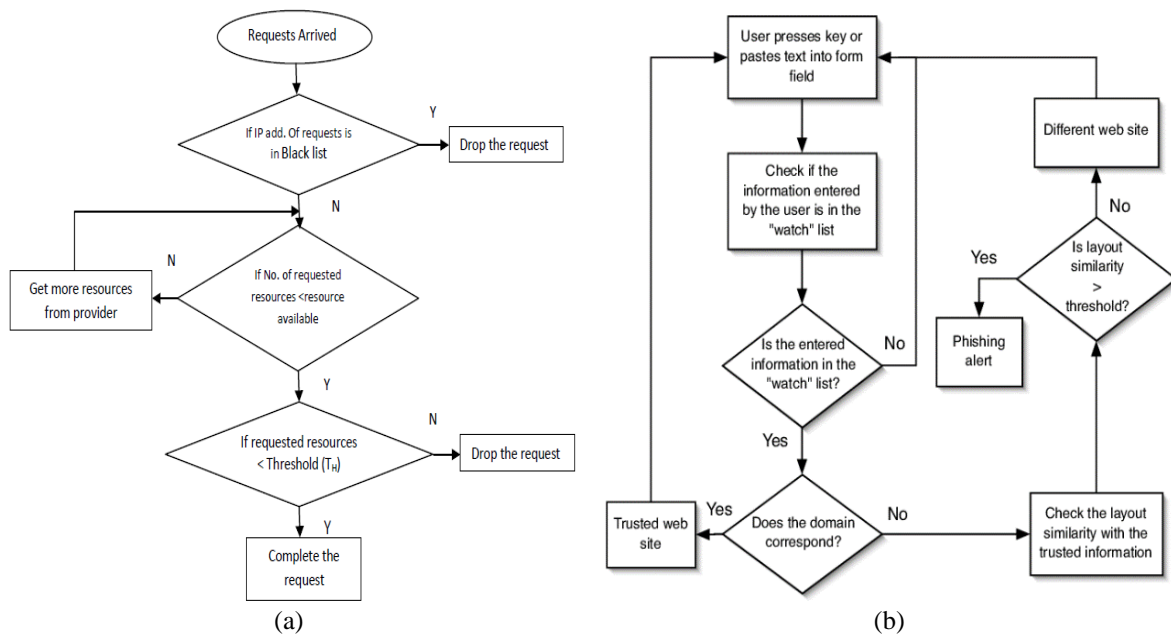 Requests Arrived
Y
If IP add. Of requests is
in Black list
Drop the request
N
N
If No. of requested
resources <resource
available
Get more resources
from provider
Y
N
If requested resources
< Threshold (T_H)
Drop the request
Y
Complete the
request
(a)
User presses key or
pastes text into form
field
Check if the
information entered
by the user is in the
"watch" list
Is the entered
information in the
"watch" list?
No
Yes
Does the domain
correspond?
Yes
Trusted web
site
No
Check the layout
similarity with the
trusted information
Is layout
similarity
>
threshold?
Yes
Phishing
alert
No
Different web site
(b)